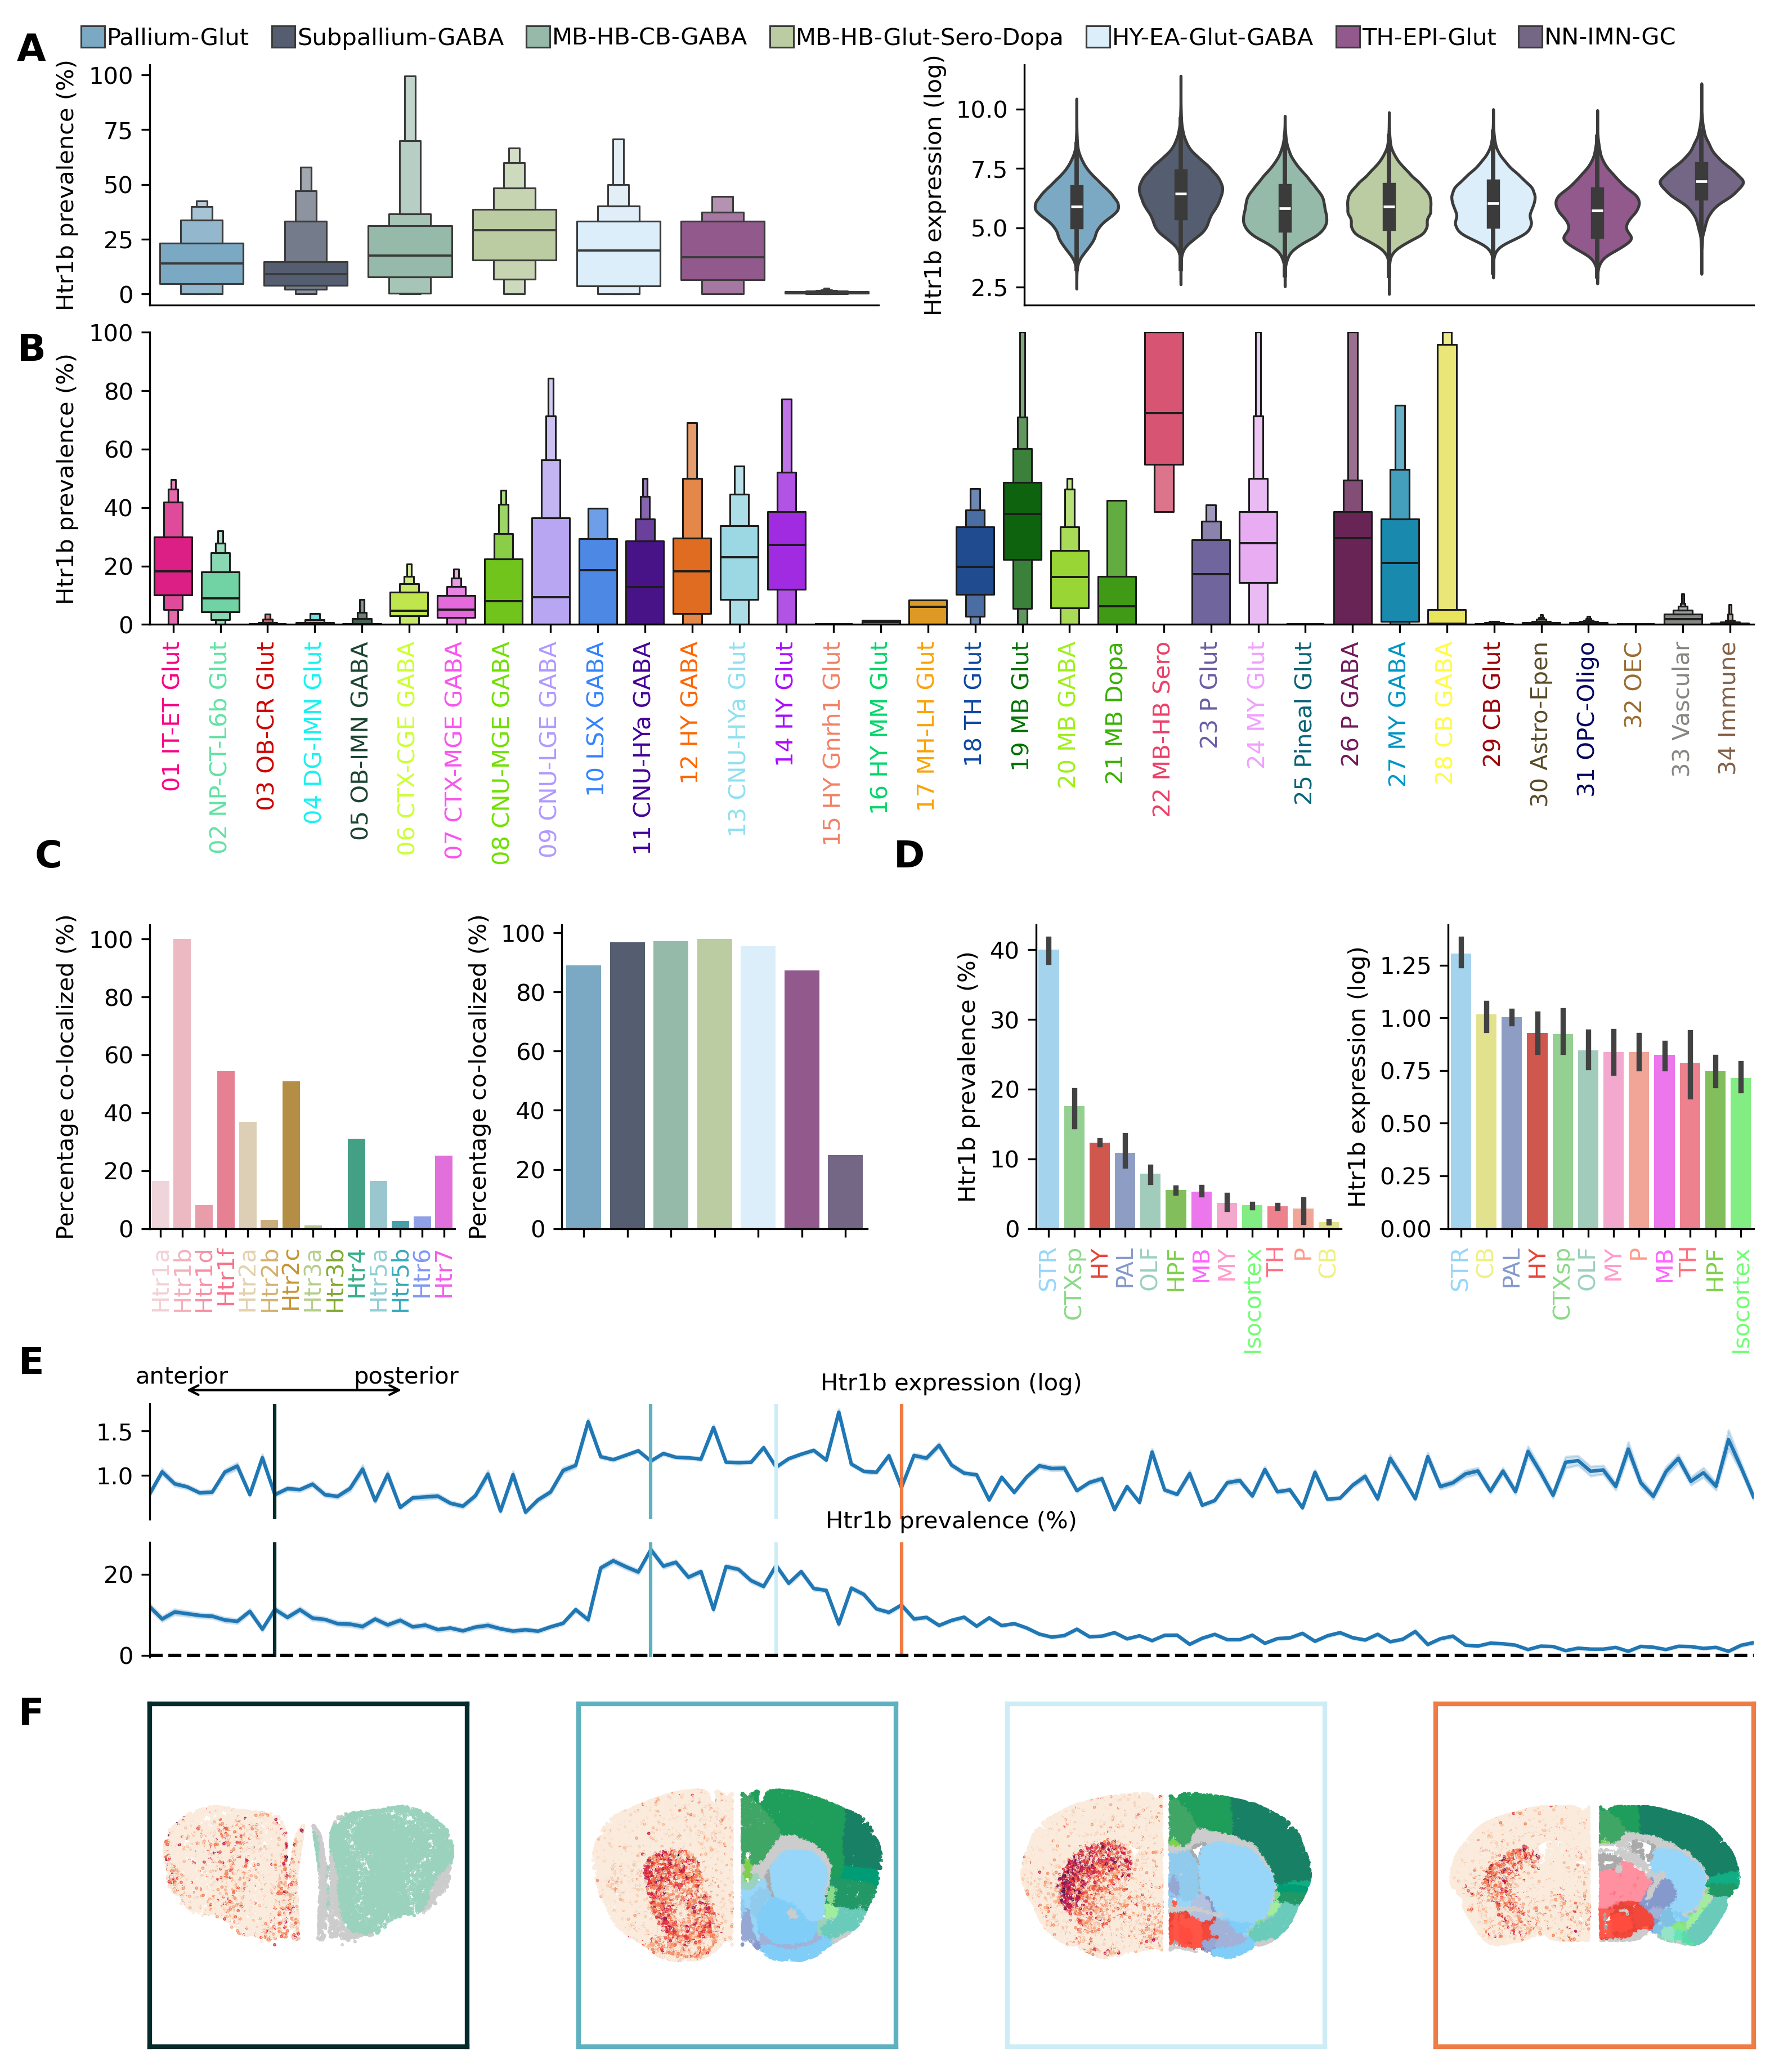 A
Pallium-Glut Subpallium-GABA MB-HB-CB-GABA MB-HB-Glut-Sero-Dopa HY-EA-Glut-GABA TH-EPI-Glut NN-IMN-GC
Htr1b prevalence (%)
100
75
50
25
0
Htr1b expression (log)
10.0
7.5
5.0
2.5
B
Htr1b prevalence (%)
100
80
60
40
20
0
01 IT-ET Glut
02 NP-CT-L6b Glut
03 OB-CR Glut
04 DG-IMN Glut
05 OB-IMN GABA
06 CTX-CGE GABA
07 CTX-MGE GABA
08 CNU-MGE GABA
09 CNU-LGE GABA
10 LSX GABA
11 CNU-HYa GABA
12 HY GABA
13 CNU-HYa Glut
14 HY Glut
15 HY Gnrh1 Glut
16 HY MM Glut
17 MH-LH Glut
18 TH Glut
19 MB Glut
20 MB GABA
21 MB Dopa
22 MB-HB Sero
23 P Glut
24 MY Glut
25 Pineal Glut
26 P GABA
27 MY GABA
28 CB GABA
29 CB Glut
30 Astro-Epen
31 OPC-Oligo
32 OEC
33 Vascular
34 Immune
C
Percentage co-localized (%)
100
80
60
40
20
0
Htr1a
Htr1b
Htr1d
Htr1f
Htr2a
Htr2b
Htr2c
Htr3a
Htr3b
Htr4
Htr5a
Htr5b
Htr6
Htr7
Percentage co-localized (%)
100
80
60
40
20
0
D
Htr1b prevalence (%)
40
30
20
10
0
STR
CTXsp
HY
PAL
OLF
HPF
MB
MY
Isocortex
TH
P
CB
Htr1b expression (log)
1.25
1.00
0.75
0.50
0.25
0.00
STR
CB
PAL
HY
CTXsp
OLF
MY
P
MB
TH
HPF
Isocortex
E
anterior posterior
Htr1b expression (log)
1.5
1.0
Htr1b prevalence (%)
20
0
F